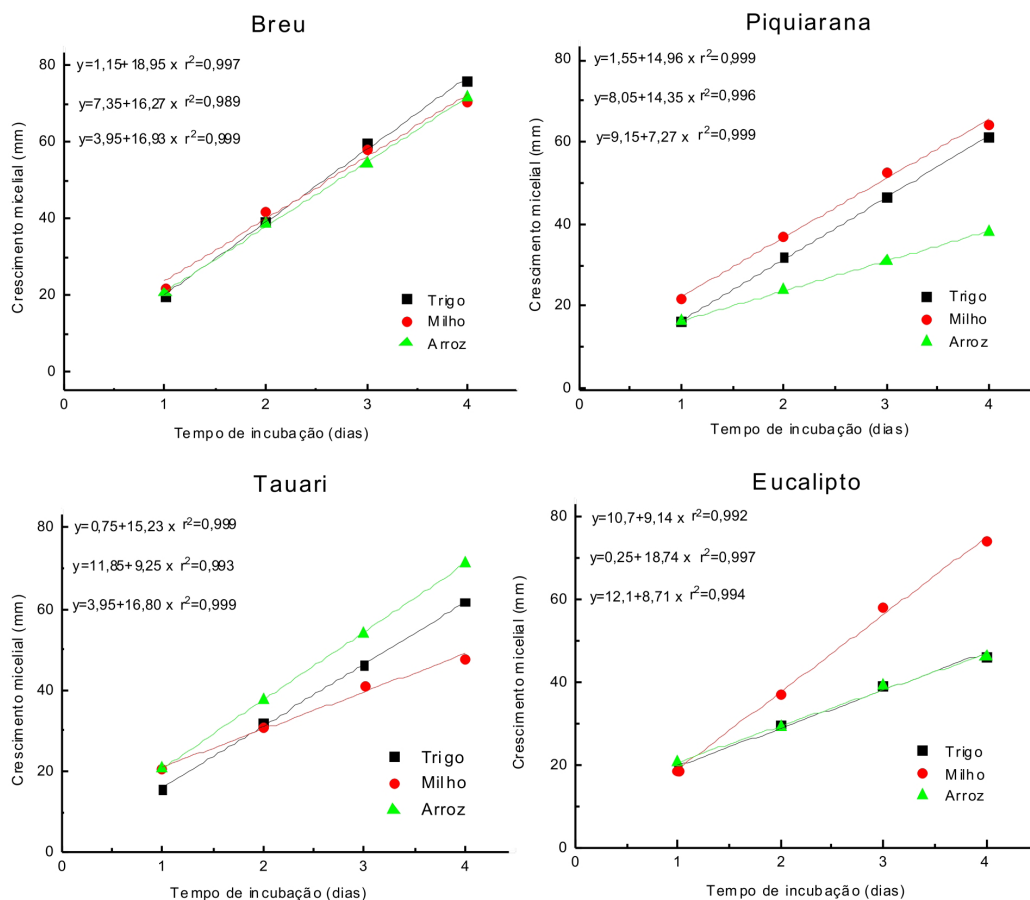 Breu
y=1,15+18,95 x r²=0,997
y=7,35+16,27 x r²=0,989
y=3,95+16,93 x r²=0,999
Crescimento micelial (mm)
80
60
40
20
0
Trigo
Milho
Arroz
0 1 2 3 4
Tempo de incubação (dias)
Piquiarana
y=1,55+14,96 x r²=0,999
y=8,05+14,35 x r²=0,996
y=9,15+7,27 x r²=0,999
Crescimento micelial (mm)
80
60
40
20
0
Trigo
Milho
Arroz
0 1 2 3 4
Tempo de incubação (dias)
Tauari
y=0,75+15,23 x r²=0,999
y=11,85+9,25 x r²=0,993
y=3,95+16,80 x r²=0,999
Crescimento micelial (mm)
80
60
40
20
0
Trigo
Milho
Arroz
0 1 2 3 4
Tempo de incubação (dias)
Eucalipto
y=10,7+9,14 x r²=0,992
y=0,25+18,74 x r²=0,997
y=12,1+8,71 x r²=0,994
Crescimento micelial (mm)
80
60
40
20
0
Trigo
Milho
Arroz
0 1 2 3 4
Tempo de incubação (dias)